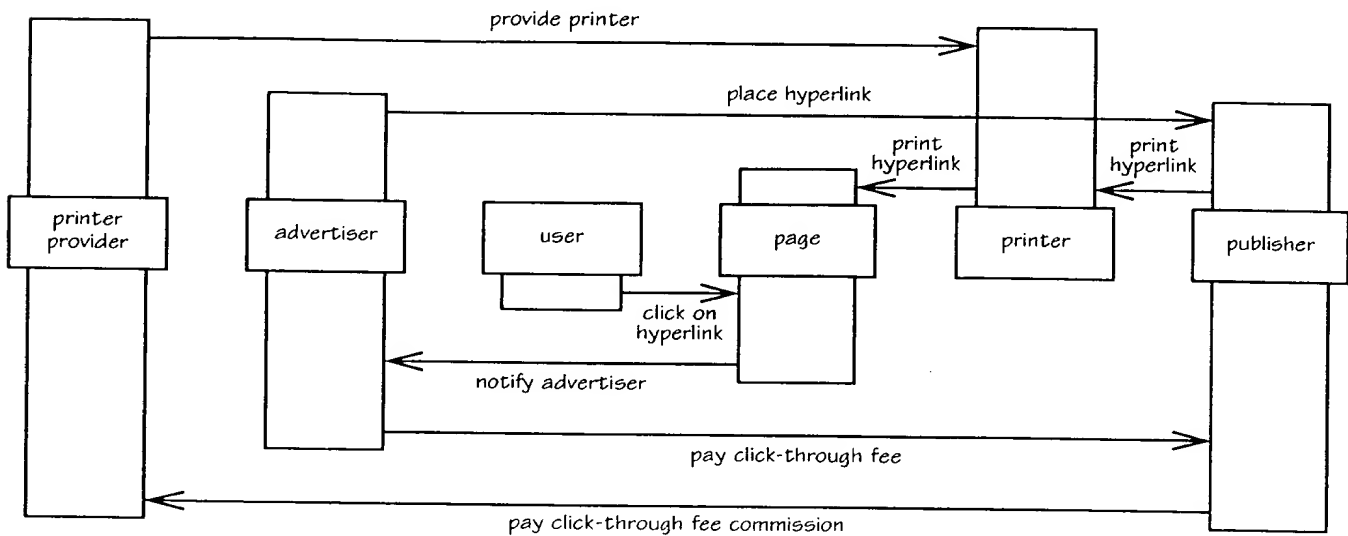 provide printer
place hyperlink
print
hyperlink
print
hyperlink
printer
provider
advertiser
user
page
printer
publisher
click on
hyperlink
notify advertiser
pay click-through fee
pay click-through fee commission